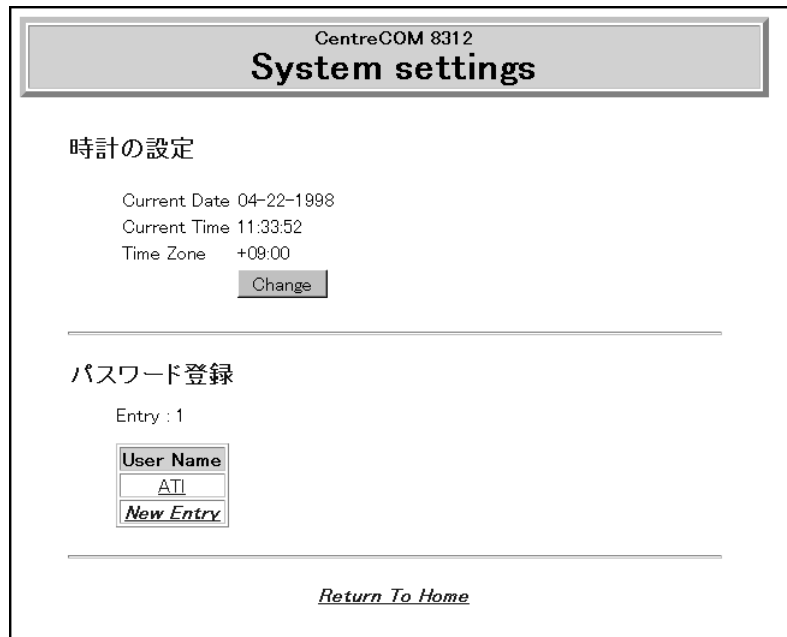 CentreCOM 8312
System settings
時計の設定
Current Date 04-22-1998
Current Time 11:33:52
Time Zone +09:00
Change
パスワード登録
Entry : 1
User Name
ATI
New Entry
Return To Home